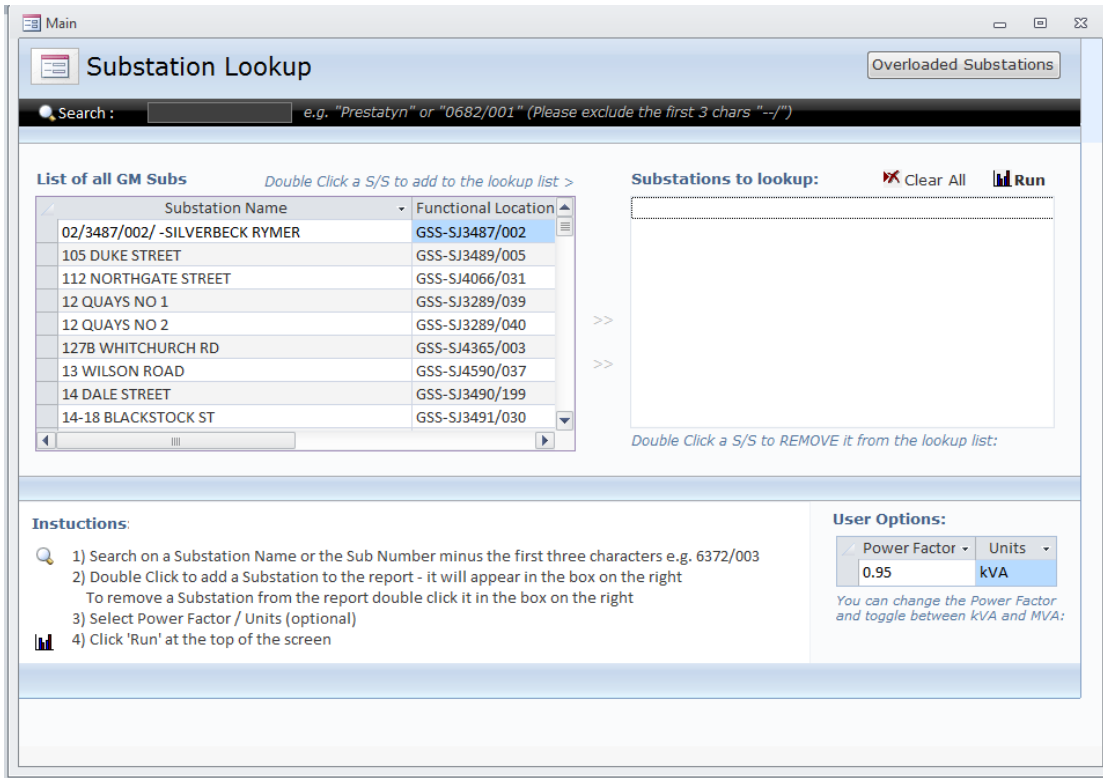 Main
Substation Lookup
Overloaded Substations
Search : e.g. "Prestatyn" or "0682/001" (Please exclude the first 3 chars "--/")
List of all GM Subs
Double Click a S/S to add to the lookup list >
Substations to lookup:
Clear All
Run
Substation Name Functional Location
02/3487/002/ -SILVERBECK RYMER GSS-SJ3487/002
105 DUKE STREET GSS-SJ3489/005
112 NORTHGATE STREET GSS-SJ4066/031
12 QUAYS NO 1 GSS-SJ3289/039
12 QUAYS NO 2 GSS-SJ3289/040
127B WHITCHURCH RD GSS-SJ4365/003
13 WILSON ROAD GSS-SJ4590/037
14 DALE STREET GSS-SJ3490/199
14-18 BLACKSTOCK ST GSS-SJ3491/030
>>
>>
Double Click a S/S to REMOVE it from the lookup list:
Instuctions:
1) Search on a Substation Name or the Sub Number minus the first three characters e.g. 6372/003
2) Double Click to add a Substation to the report - it will appear in the box on the right
To remove a Substation from the report double click it in the box on the right
3) Select Power Factor / Units (optional)
4) Click 'Run' at the top of the screen
User Options:
Power Factor Units
0.95 kVA
You can change the Power Factor
and toggle between kVA and MVA: